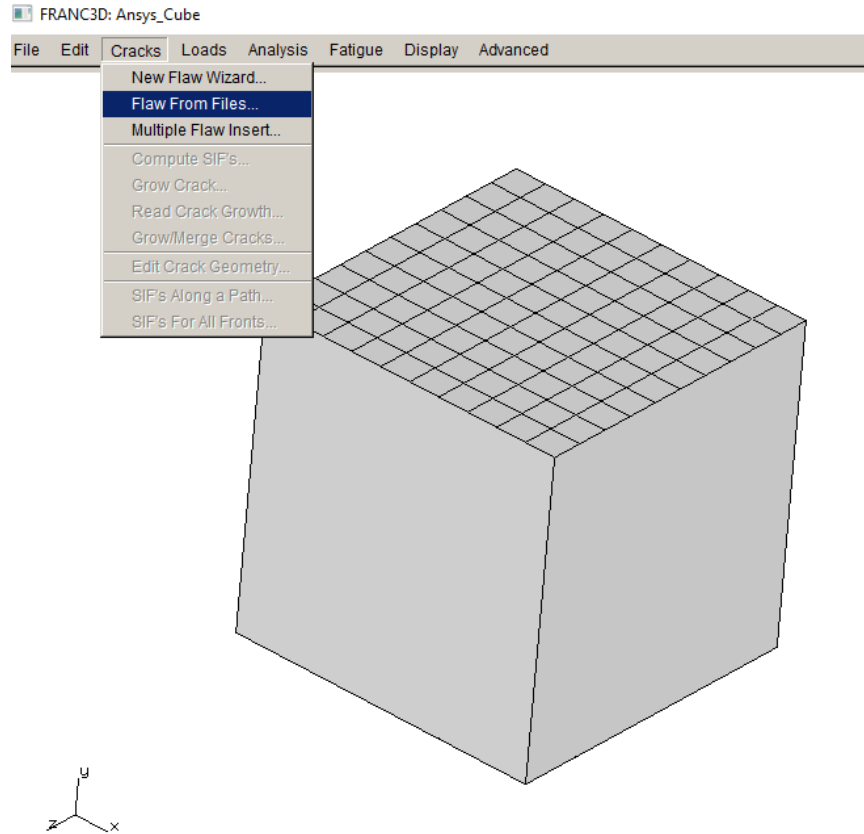 FRANC3D: Ansys_Cube
File Edit Cracks Loads Analysis Fatigue Display Advanced
New Flaw Wizard...
Flaw From Files...
Multiple Flaw Insert...
Compute SIF's...
Grow Crack...
Read Crack Growth...
Grow/Merge Cracks...
Edit Crack Geometry...
SIF's Along a Path...
SIF's For All Fronts...
y
z x